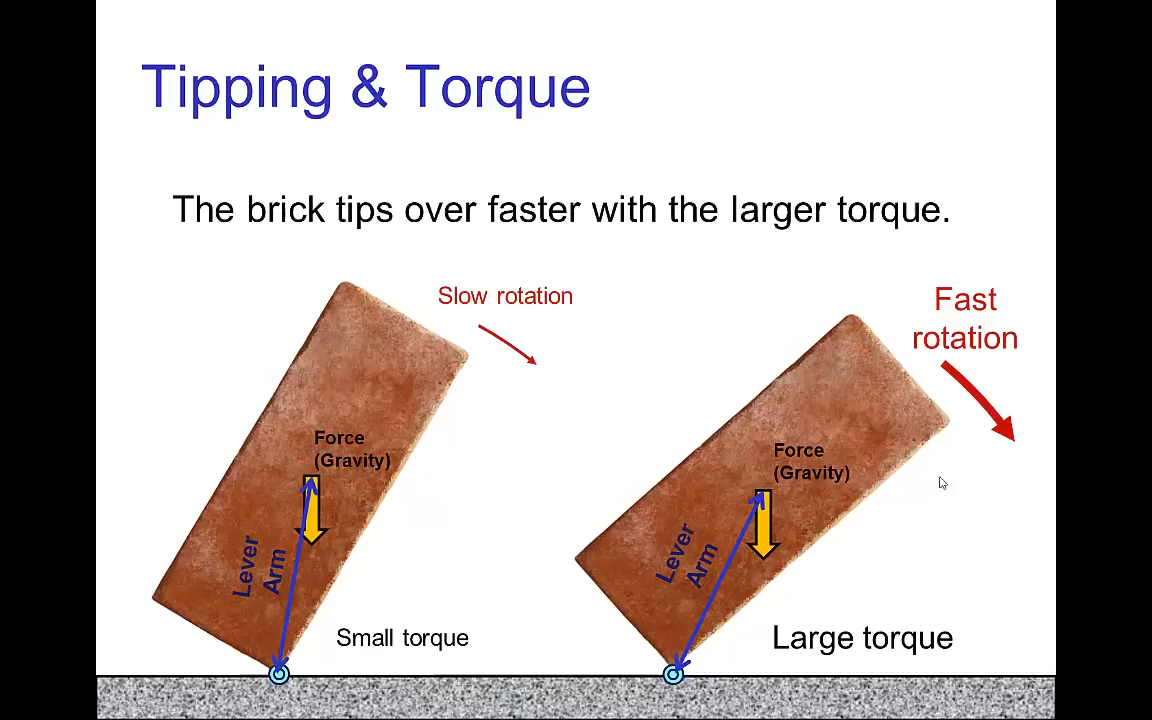 Tipping & Torque
The brick tips over faster with the larger torque.
Slow rotation
Force
(Gravity)
Lever
Arm
Small torque
Fast
rotation
Force
(Gravity)
Lever
Arm
Large torque